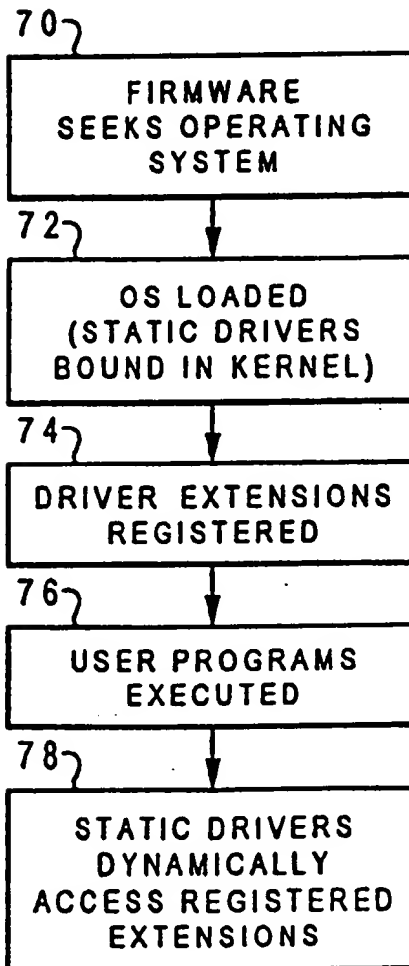 70
FIRMWARE
SEEKS OPERATING
SYSTEM
72
OS LOADED
(STATIC DRIVERS
BOUND IN KERNEL)
74
DRIVER EXTENSIONS
REGISTERED
76
USER PROGRAMS
EXECUTED
78
STATIC DRIVERS
DYNAMICALLY
ACCESS REGISTERED
EXTENSIONS